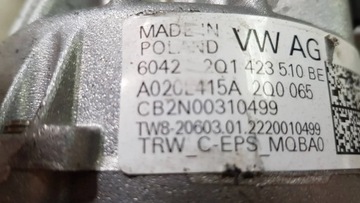 MADE IN
POLAND VW AG
6042 2Q1 423 510 BE
415A 2Q0 065
CB2N00310499
TW8-20603.01.2220010499
TRW_C-EPS_MQBA0